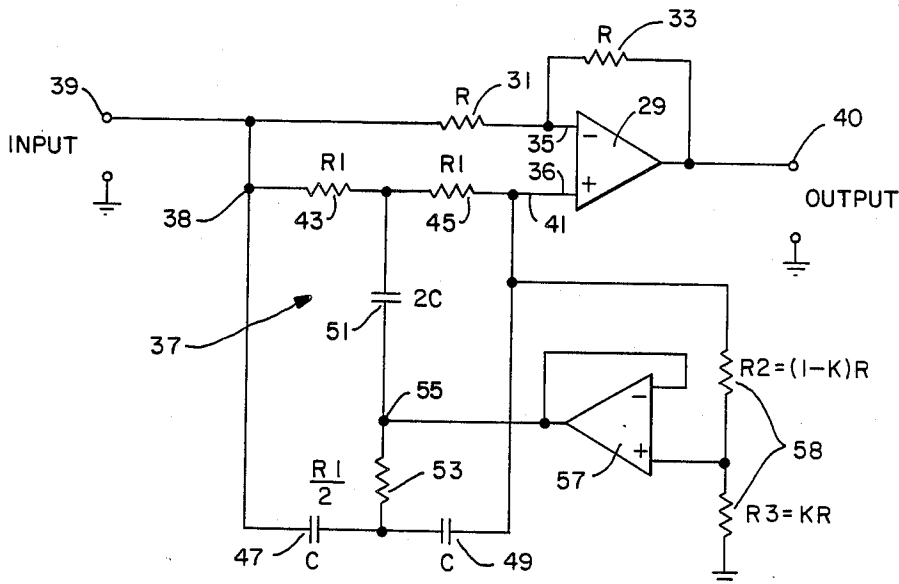 33
R
39
31
R
29
40
INPUT
35
−
36
+
R1
R1
38
43
45
41
OUTPUT
51
2C
37
55
R2=(1-K)R
−
58
57
+
R1
2
53
R3=KR
47
C
C
49